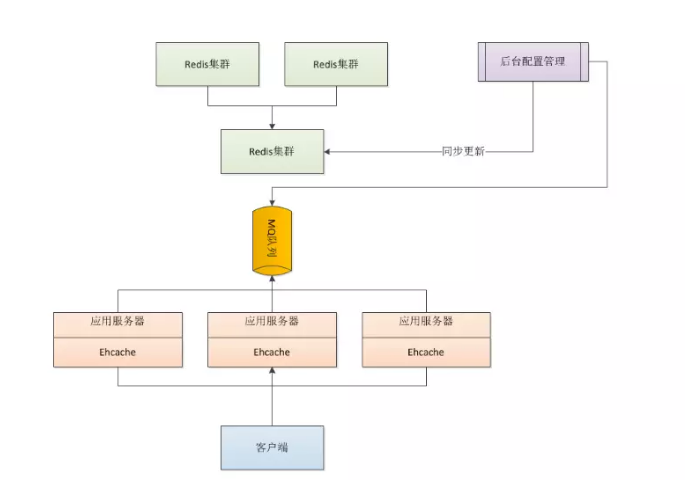 Redis集群
Redis集群
后台配置管理
Redis集群
同步更新
MQ队列
应用服务器
应用服务器
应用服务器
Ehcache
Ehcache
Ehcache
客户端